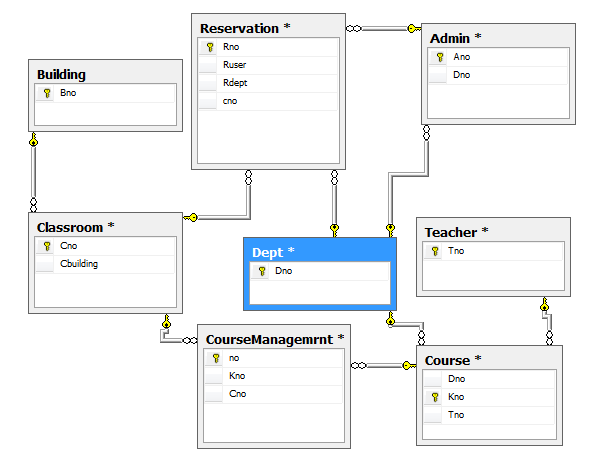 Reservation *
Rno
Ruser
Rdept
cno
Admin *
Ano
Dno
Building
Bno
Classroom *
Cno
Cbuilding
Dept *
Dno
Teacher *
Tno
CourseManagemrnt *
no
Kno
Cno
Course *
Dno
Kno
Tno